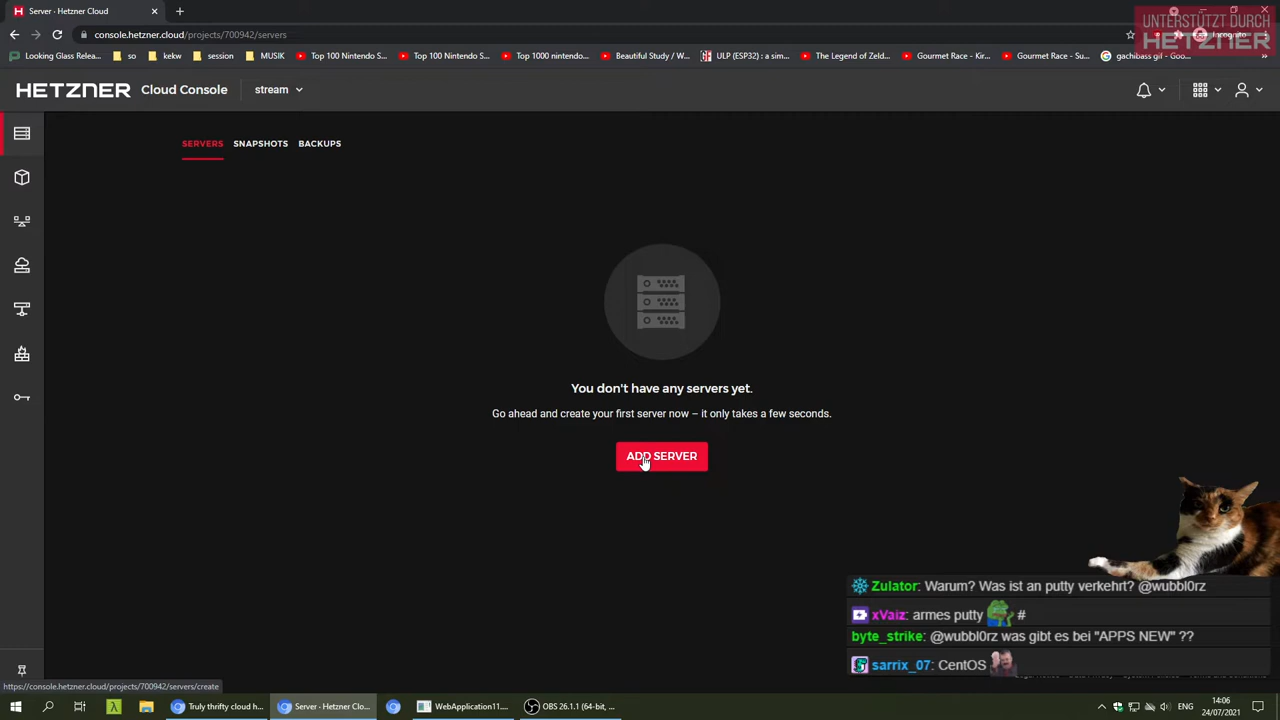 Server - Hetzner Cloud
UNTERSTÜTZT DURCH
HETZNER
console.hetzner.cloud/projects/700942/servers
Incognito
Looking Glass Relea...
so
kekw
session
MUSIK
Top 100 Nintendo S...
Top 100 Nintendo S...
Top 1000 nintendo...
Beautiful Study / W...
ULP (ESP32) : a sim...
The Legend of Zeld...
Gourmet Race - Kir...
Gourmet Race - Su...
gachibass gif - Goo...
HETZNER
Cloud Console
stream
SERVERS
SNAPSHOTS
BACKUPS
You don't have any servers yet.
Go ahead and create your first server now – it only takes a few seconds.
ADD SERVER
Zulator: Warum? Was ist an putty verkehrt? @wubbl0rz
xVaiz: armes putty #
byte_strike: @wubbl0rz was gibt es bei "APPS NEW" ??
sarrix_07: CentOS
https://console.hetzner.cloud/projects/700942/servers/create
Truly thrifty cloud h...
Server - Hetzner Clo...
WebApplication11...
OBS 26.1.1 (64-bit, ...
ENG
14:06
24/07/2021